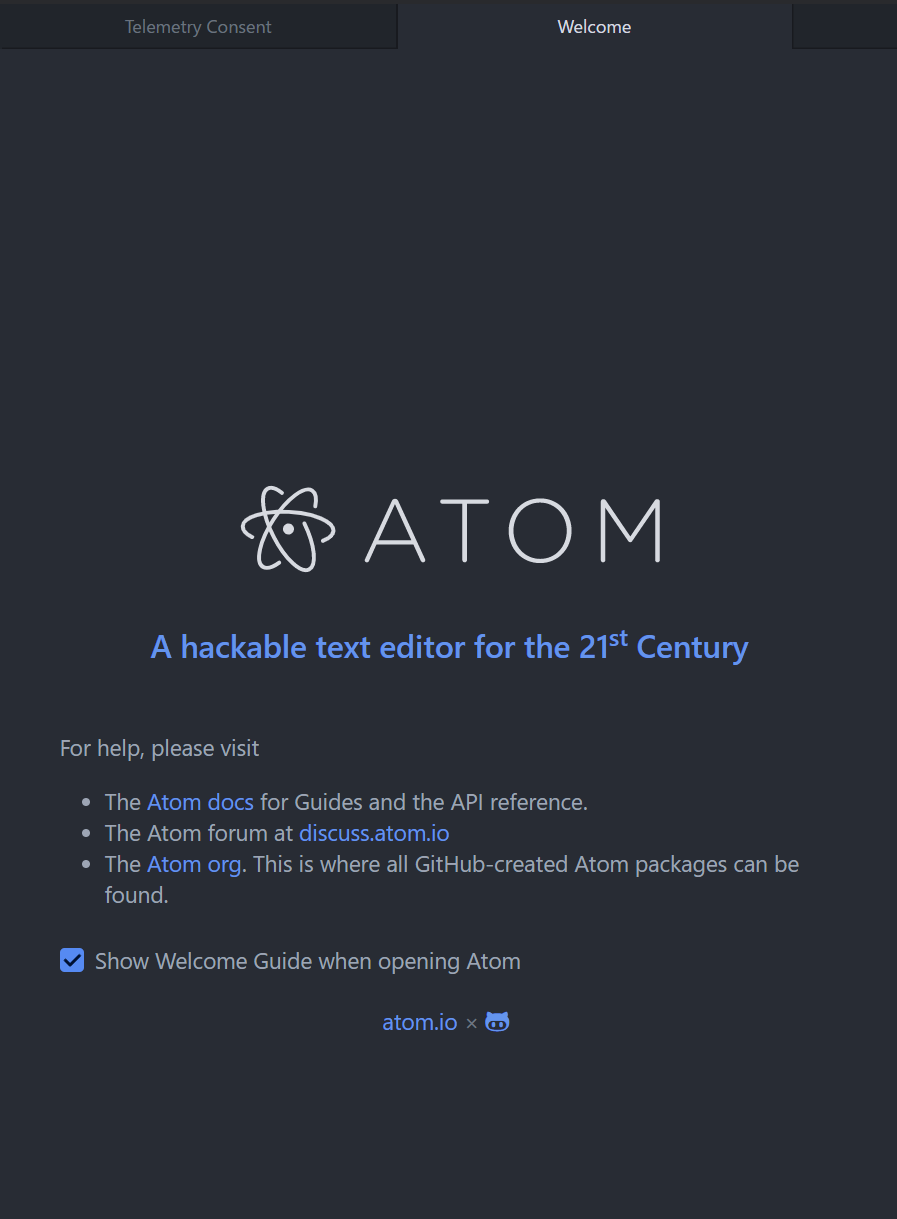 Telemetry Consent
Welcome
ATOM
A hackable text editor for the 21st Century
For help, please visit
The Atom docs for Guides and the API reference.
The Atom forum at discuss.atom.io
The Atom org. This is where all GitHub-created Atom packages can be
found.
Show Welcome Guide when opening Atom
atom.io ×